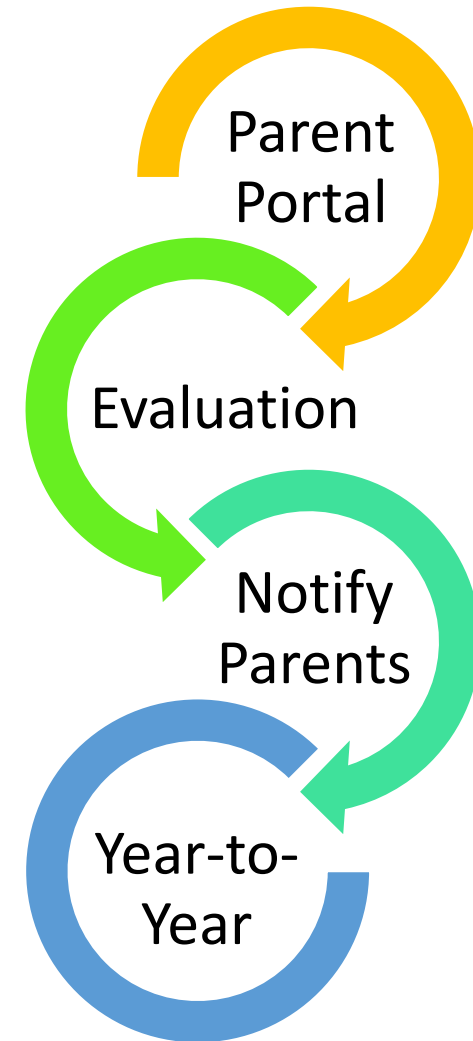 Parent
Portal
Evaluation
Notify
Parents
Year-to-
Year